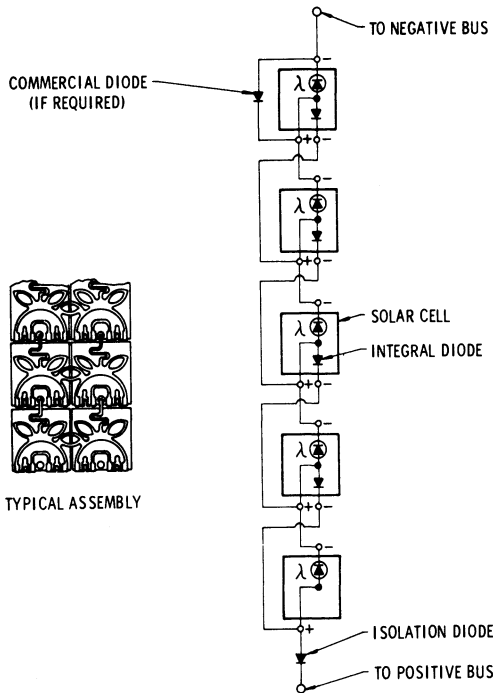 TO NEGATIVE BUS
COMMERCIAL DIODE
(IF REQUIRED)
−
λ
+ −
−
λ
+ −
−
λ
SOLAR CELL
INTEGRAL DIODE
+ −
−
λ
+ −
−
λ
+
TYPICAL ASSEMBLY
ISOLATION DIODE
TO POSITIVE BUS